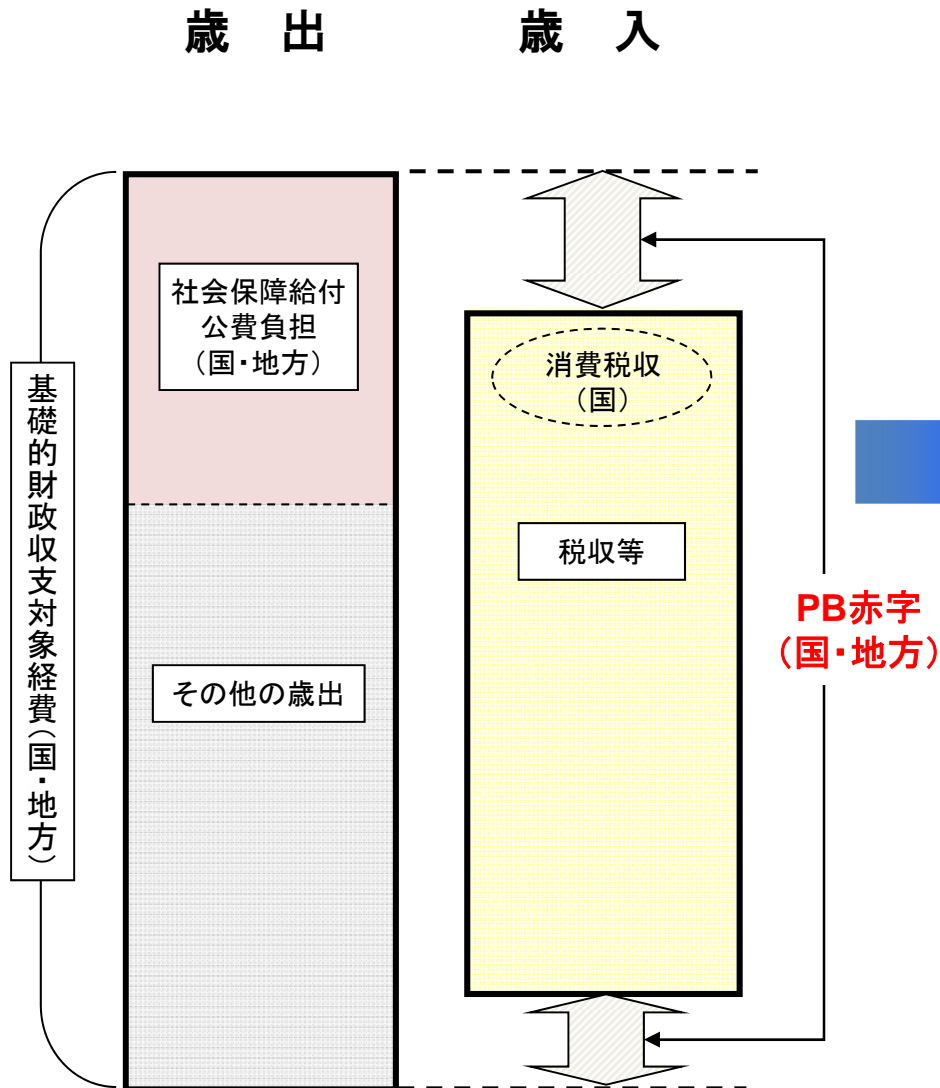 歳 出
歳 入
社会保障給付
公費負担
(国・地方)
消費税収
(国)
基礎的財政収支対象経費(国・地方)
税収等
PB赤字
(国・地方)
その他の歳出